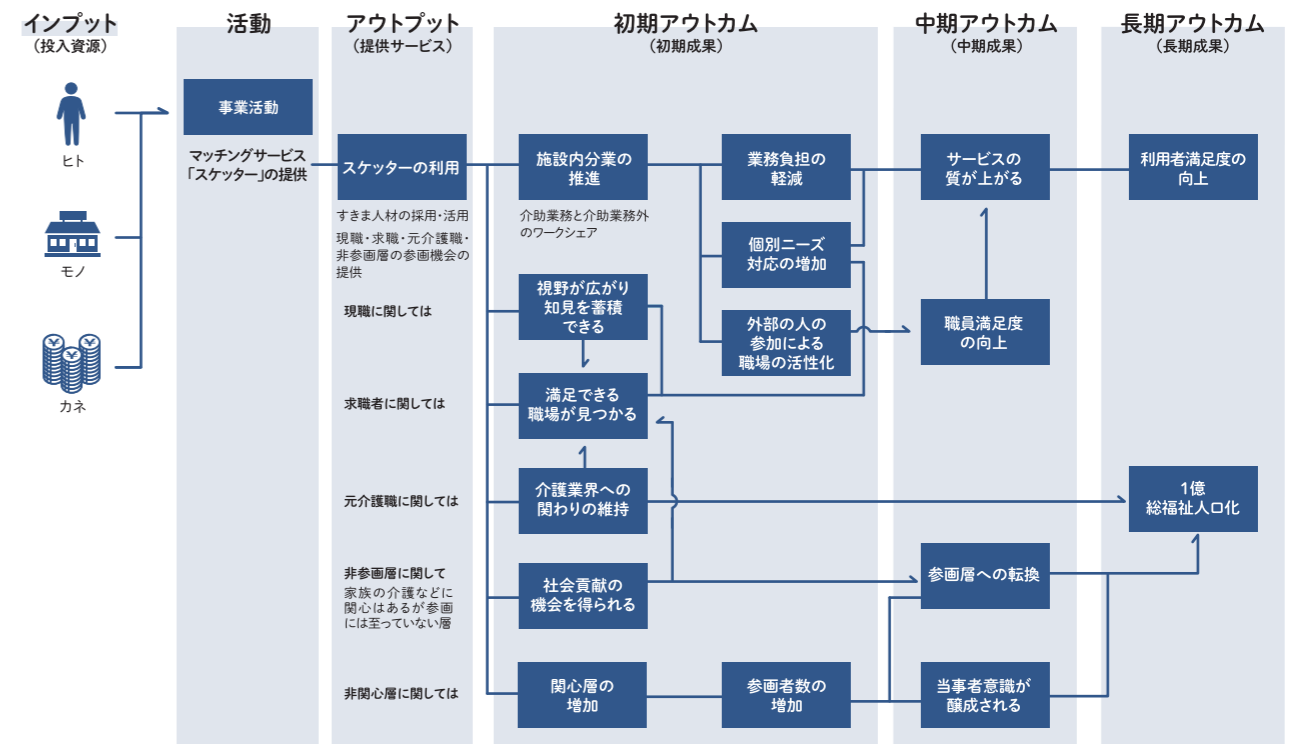 インプット
（投入資源）
ヒト
モノ
¥
¥
¥
カネ
活動
事業活動
マッチングサービス
「スケッター」の提供
アウトプット
（提供サービス）
スケッターの利用
すきま人材の採用・活用
現職・求職・元介護職・
非参画層の参画機会の
提供
現職に関しては
求職者に関しては
元介護職に関しては
非参画層に関して
家族の介護などに
関心はあるが参画
には至っていない層
非関心層に関しては
初期アウトカム
（初期成果）
施設内分業の
推進
介助業務と介助業務外
のワークシェア
視野が広がり
知見を蓄積
できる
満足できる
職場が見つかる
介護業界への
関わりの維持
社会貢献の
機会を得られる
関心層の
増加
業務負担の
軽減
個別ニーズ
対応の増加
外部の人の
参加による
職場の活性化
参画者数の
増加
中期アウトカム
（中期成果）
サービスの
質が上がる
職員満足度
の向上
参画層への転換
当事者意識が
醸成される
長期アウトカム
（長期成果）
利用者満足度の
向上
1億
総福祉人口化